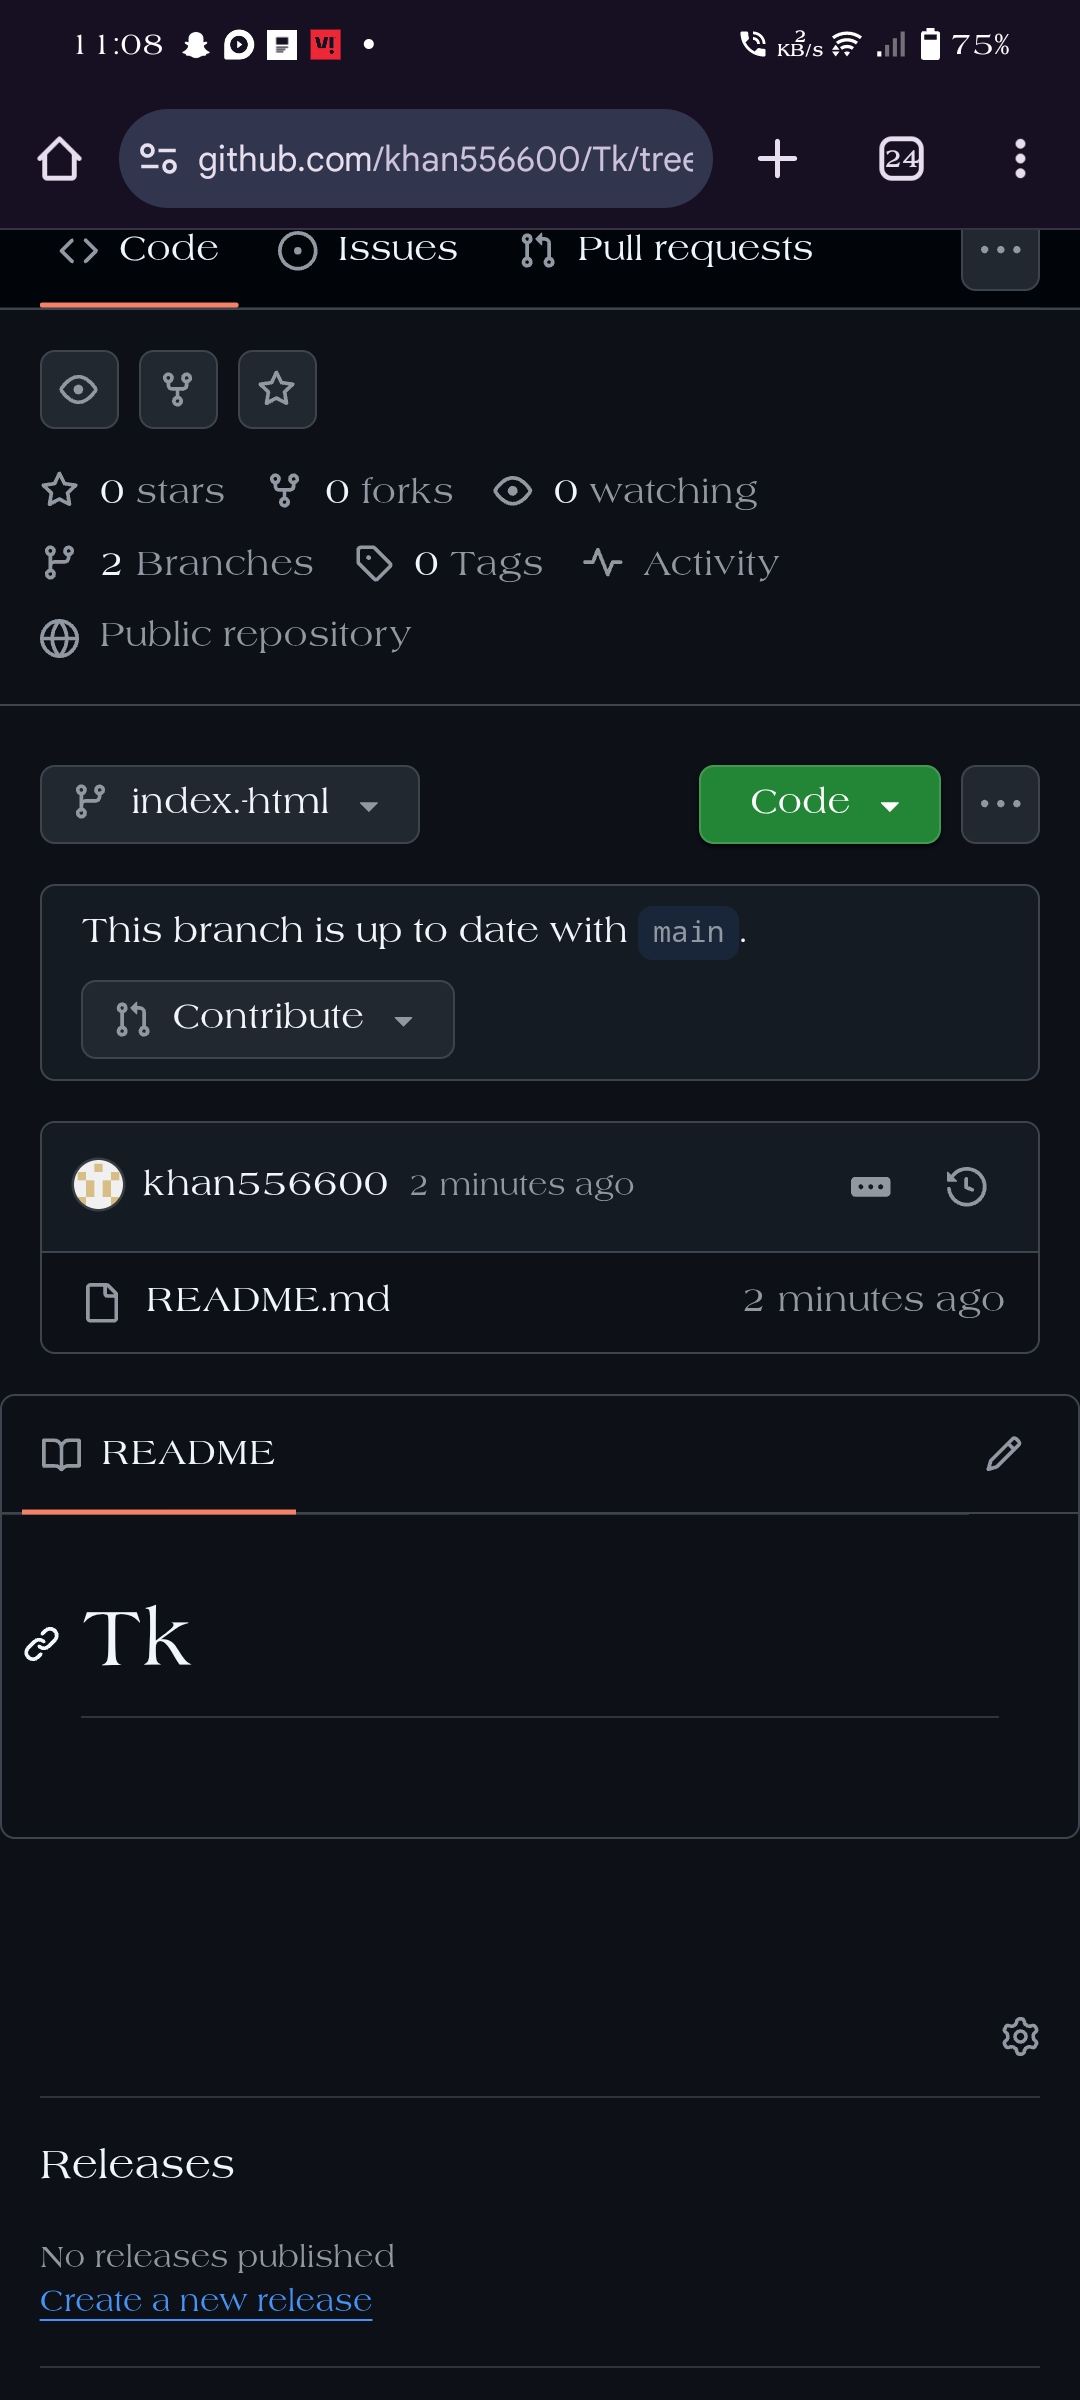 11:08 VI! 2 KB/s 75%
github.com/khan556600/Tk/tree 24
Code Issues Pull requests
0 stars 0 forks 0 watching
2 Branches 0 Tags Activity
Public repository
index.-html Code
This branch is up to date with main.
Contribute
khan556600 2 minutes ago
README.md 2 minutes ago
README
Tk
Releases
No releases published
Create a new release